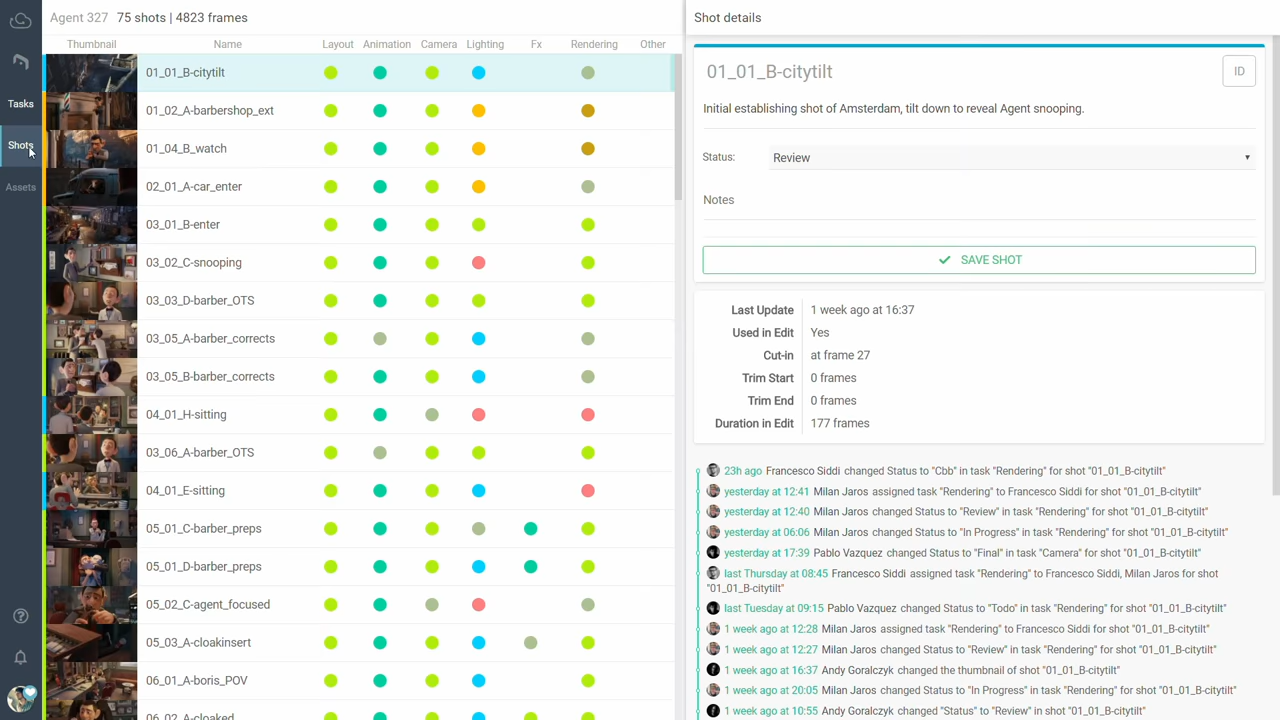 Agent 327 75 shots | 4823 frames
Thumbnail Name Layout Animation Camera Lighting Fx Rendering Other
Tasks
Shots
Assets
01_01_B-citytilt
01_02_A-barbershop_ext
01_04_B_watch
02_01_A-car_enter
03_01_B-enter
03_02_C-snooping
03_03_D-barber_OTS
03_05_A-barber_corrects
03_05_B-barber_corrects
04_01_H-sitting
03_06_A-barber_OTS
04_01_E-sitting
05_01_C-barber_preps
05_01_D-barber_preps
05_02_C-agent_focused
05_03_A-cloakinsert
06_01_A-boris_POV
06_02_A-cloaked
Shot details
01_01_B-citytilt ID
Initial establishing shot of Amsterdam, tilt down to reveal Agent snooping.
Status: Review
Notes
SAVE SHOT
Last Update 1 week ago at 16:37
Used in Edit Yes
Cut-in at frame 27
Trim Start 0 frames
Trim End 0 frames
Duration in Edit 177 frames
23h ago Francesco Siddi changed Status to "Cbb" in task "Rendering" for shot "01_01_B-citytilt"
yesterday at 12:41 Milan Jaros assigned task "Rendering" to Francesco Siddi for shot "01_01_B-citytilt"
yesterday at 12:40 Milan Jaros changed Status to "Review" in task "Rendering" for shot "01_01_B-citytilt"
yesterday at 06:06 Milan Jaros changed Status to "In Progress" in task "Rendering" for shot "01_01_B-citytilt"
yesterday at 17:39 Pablo Vazquez changed Status to "Final" in task "Camera" for shot "01_01_B-citytilt"
last Thursday at 08:45 Francesco Siddi assigned task "Rendering" to Francesco Siddi, Milan Jaros for shot
"01_01_B-citytilt"
last Tuesday at 09:15 Pablo Vazquez changed Status to "Todo" in task "Rendering" for shot "01_01_B-citytilt"
1 week ago at 12:28 Milan Jaros assigned task "Rendering" to Francesco Siddi for shot "01_01_B-citytilt"
1 week ago at 12:27 Milan Jaros changed Status to "Review" in task "Rendering" for shot "01_01_B-citytilt"
1 week ago at 16:37 Andy Goralczyk changed the thumbnail of shot "01_01_B-citytilt"
1 week ago at 20:05 Milan Jaros changed Status to "In Progress" in task "Rendering" for shot "01_01_B-citytilt"
1 week ago at 10:55 Andy Goralczyk changed "Status" to "Review" in shot "01_01_B-citytilt"